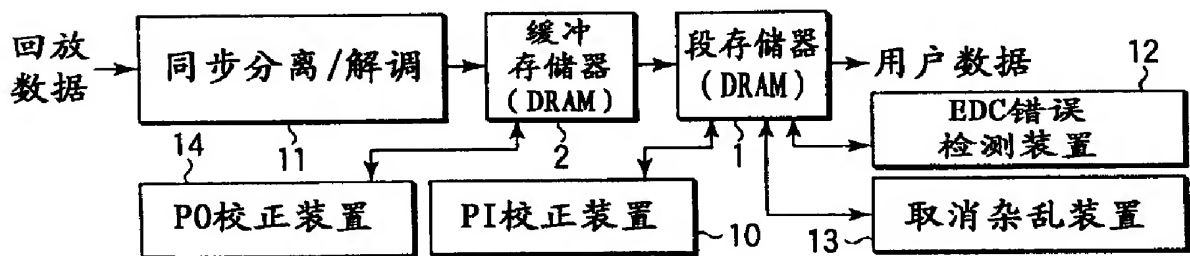 回放
数据
同步分离/解调
缓冲
存储器
(DRAM)
段存储器
(DRAM)
用户数据
12
EDC错误
检测装置
14
11
2
1
PO校正装置
PI校正装置
10
取消杂乱装置
13